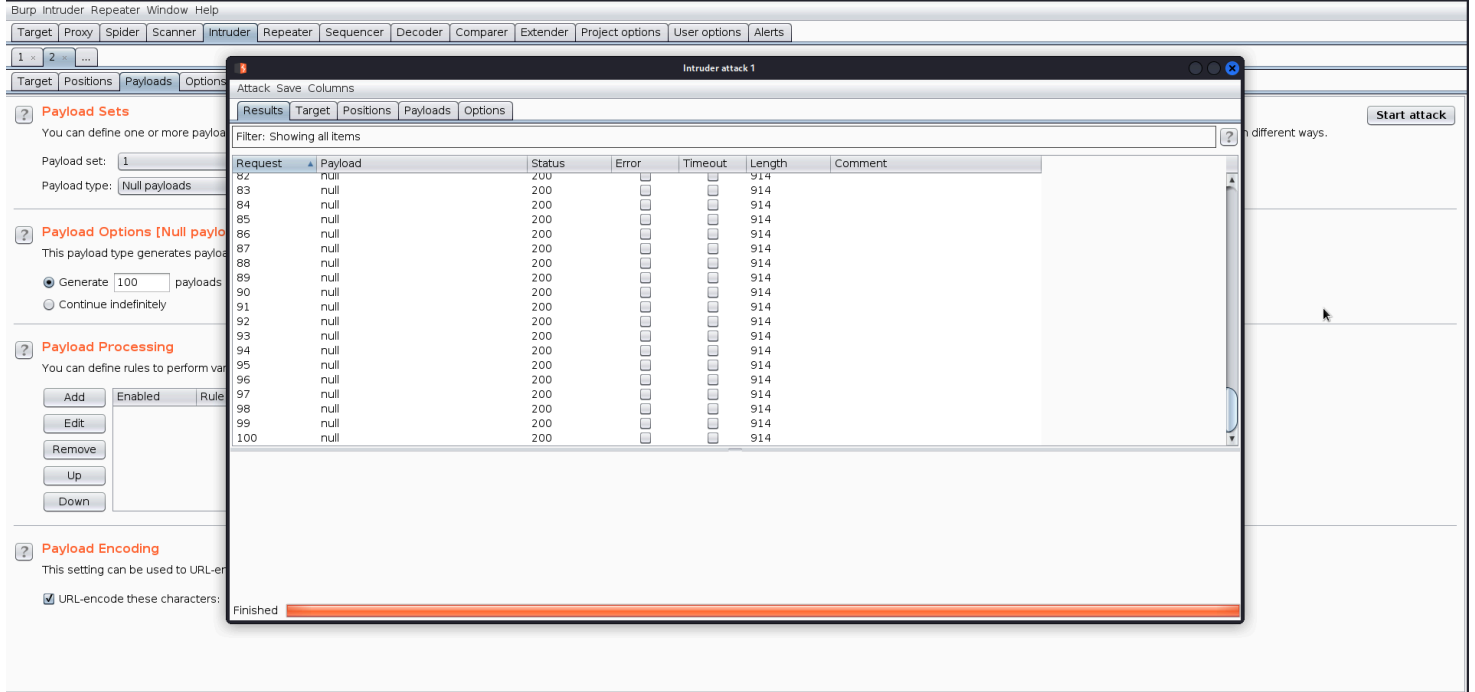 Burp Intruder Repeater Window Help
Target Proxy Spider Scanner Intruder Repeater Sequencer Decoder Comparer Extender Project options User options Alerts
1 × 2 × ...
Target Positions Payloads Options
Intruder attack 1
Attack Save Columns
Results Target Positions Payloads Options
Filter: Showing all items ?
Request Payload Status Error Timeout Length Comment
82 null 200 914
83 null 200 914
84 null 200 914
85 null 200 914
86 null 200 914
87 null 200 914
88 null 200 914
89 null 200 914
90 null 200 914
91 null 200 914
92 null 200 914
93 null 200 914
94 null 200 914
95 null 200 914
96 null 200 914
97 null 200 914
98 null 200 914
99 null 200 914
100 null 200 914
Finished
? Payload Sets
Start attack
You can define one or more payloa
n different ways.
Payload set: 1
Payload type: Null payloads
? Payload Options [Null paylo
This payload type generates payloa
Generate 100 payloads
Continue indefinitely
? Payload Processing
You can define rules to perform var
Add Enabled Rule
Edit
Remove
Up
Down
? Payload Encoding
This setting can be used to URL-er
URL-encode these characters: